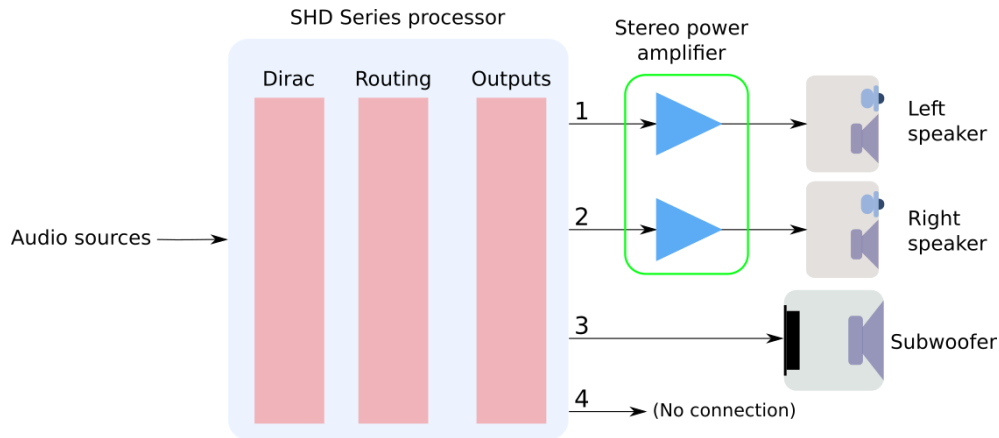 SHD Series processor
Stereo power
amplifier
Dirac
Routing
Outputs
1
Left
speaker
2
Right
speaker
Audio sources
3
Subwoofer
4
(No connection)